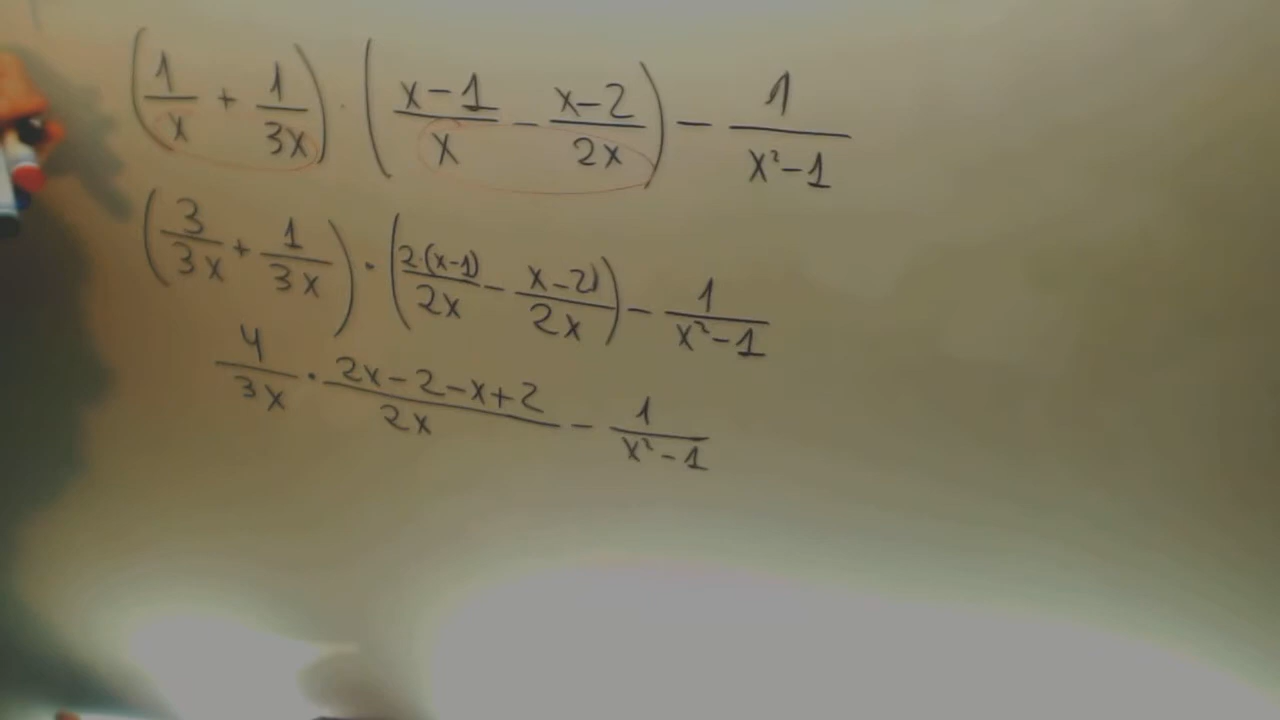 (1/x + 1/3x) · (x-1/x - x-2/2x) - 1/x²-1
(3/3x + 1/3x) · (2·(x-1)/2x - x-2)/2x) - 1/x²-1
4/3x · 2x-2-x+2/2x - 1/x²-1